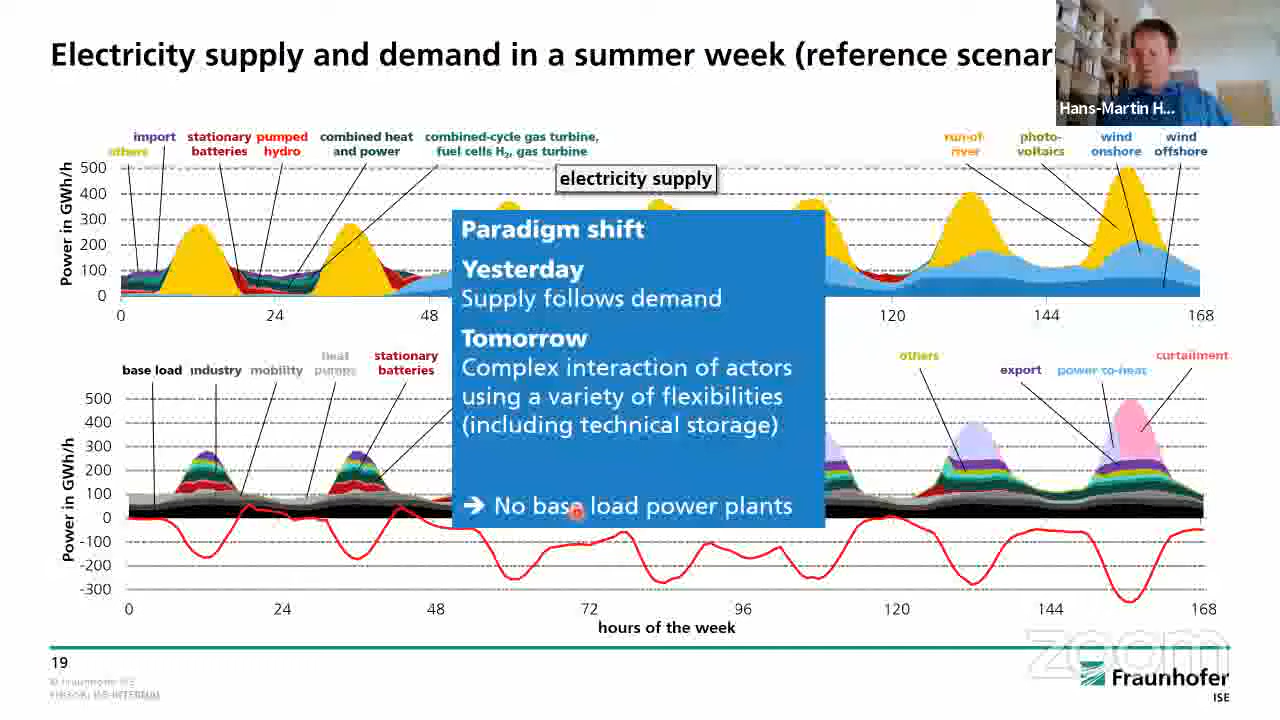 Electricity supply and demand in a summer week (reference scenari
Hans-Martin H...
import stationary pumped combined heat combined-cycle gas turbine, run-of- photo- wind wind
others batteries hydro and power fuel cells H₂, gas turbine river voltaics onshore offshore
Power in GWh/h
500
400
300
200
100
0
electricity supply
0 24 48 120 144 168
Paradigm shift
Yesterday
Supply follows demand
Tomorrow
Complex interaction of actors
using a variety of flexibilities
(including technical storage)
➔ No base load power plants
heat stationary others curtailment
base load industry mobility pumps batteries export power-to-heat
Power in GWh/h
500
400
300
200
100
0
-100
-200
-300
0 24 48 72 96 120 144 168
hours of the week
zoom
19
© Fraunhofer ISE
Fraunhofer
ISE